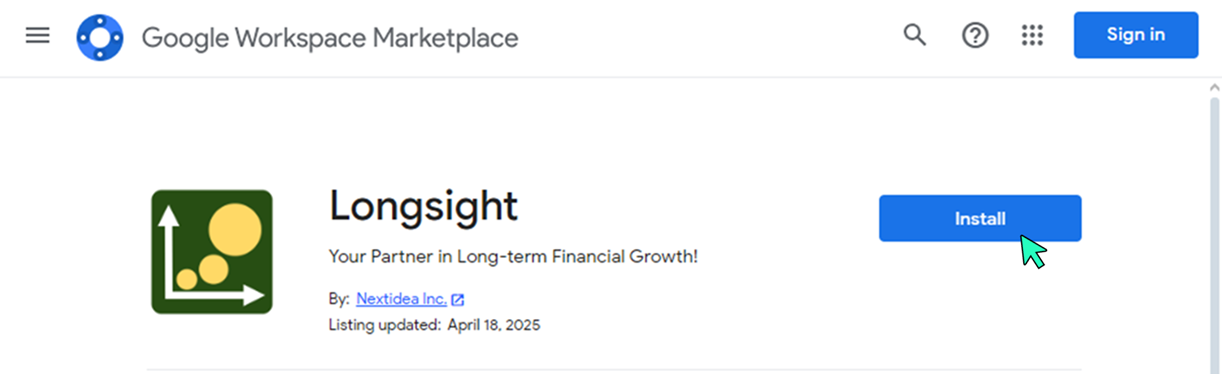 Google Workspace Marketplace
Sign in
Longsight
Install
Your Partner in Long-term Financial Growth!
By: Nextidea Inc.
Listing updated: April 18, 2025